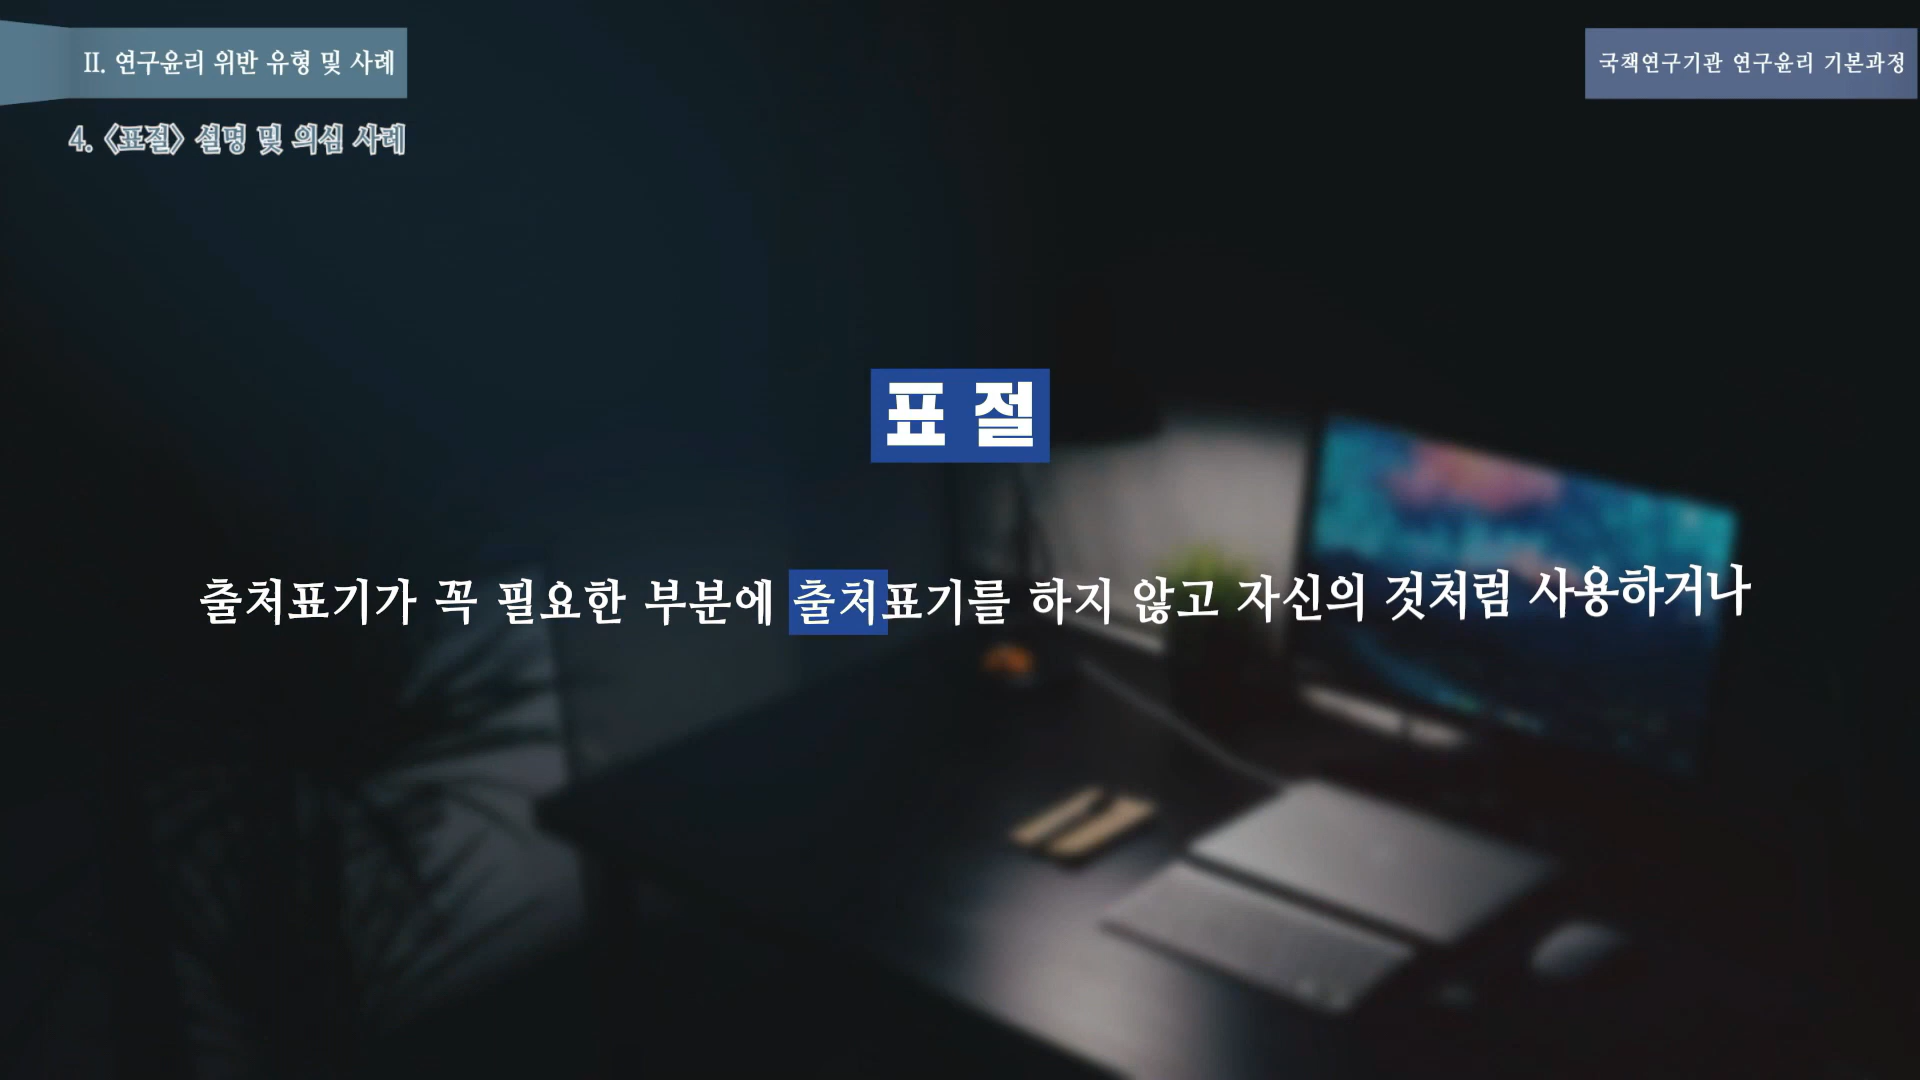 II. 연구윤리 위반 유형 및 사례
국책연구기관 연구윤리 기본과정
4.〈표절〉 설명 및 의심 사례
표 절
출처표기가 꼭 필요한 부분에 출처표기를 하지 않고 자신의 것처럼 사용하거나